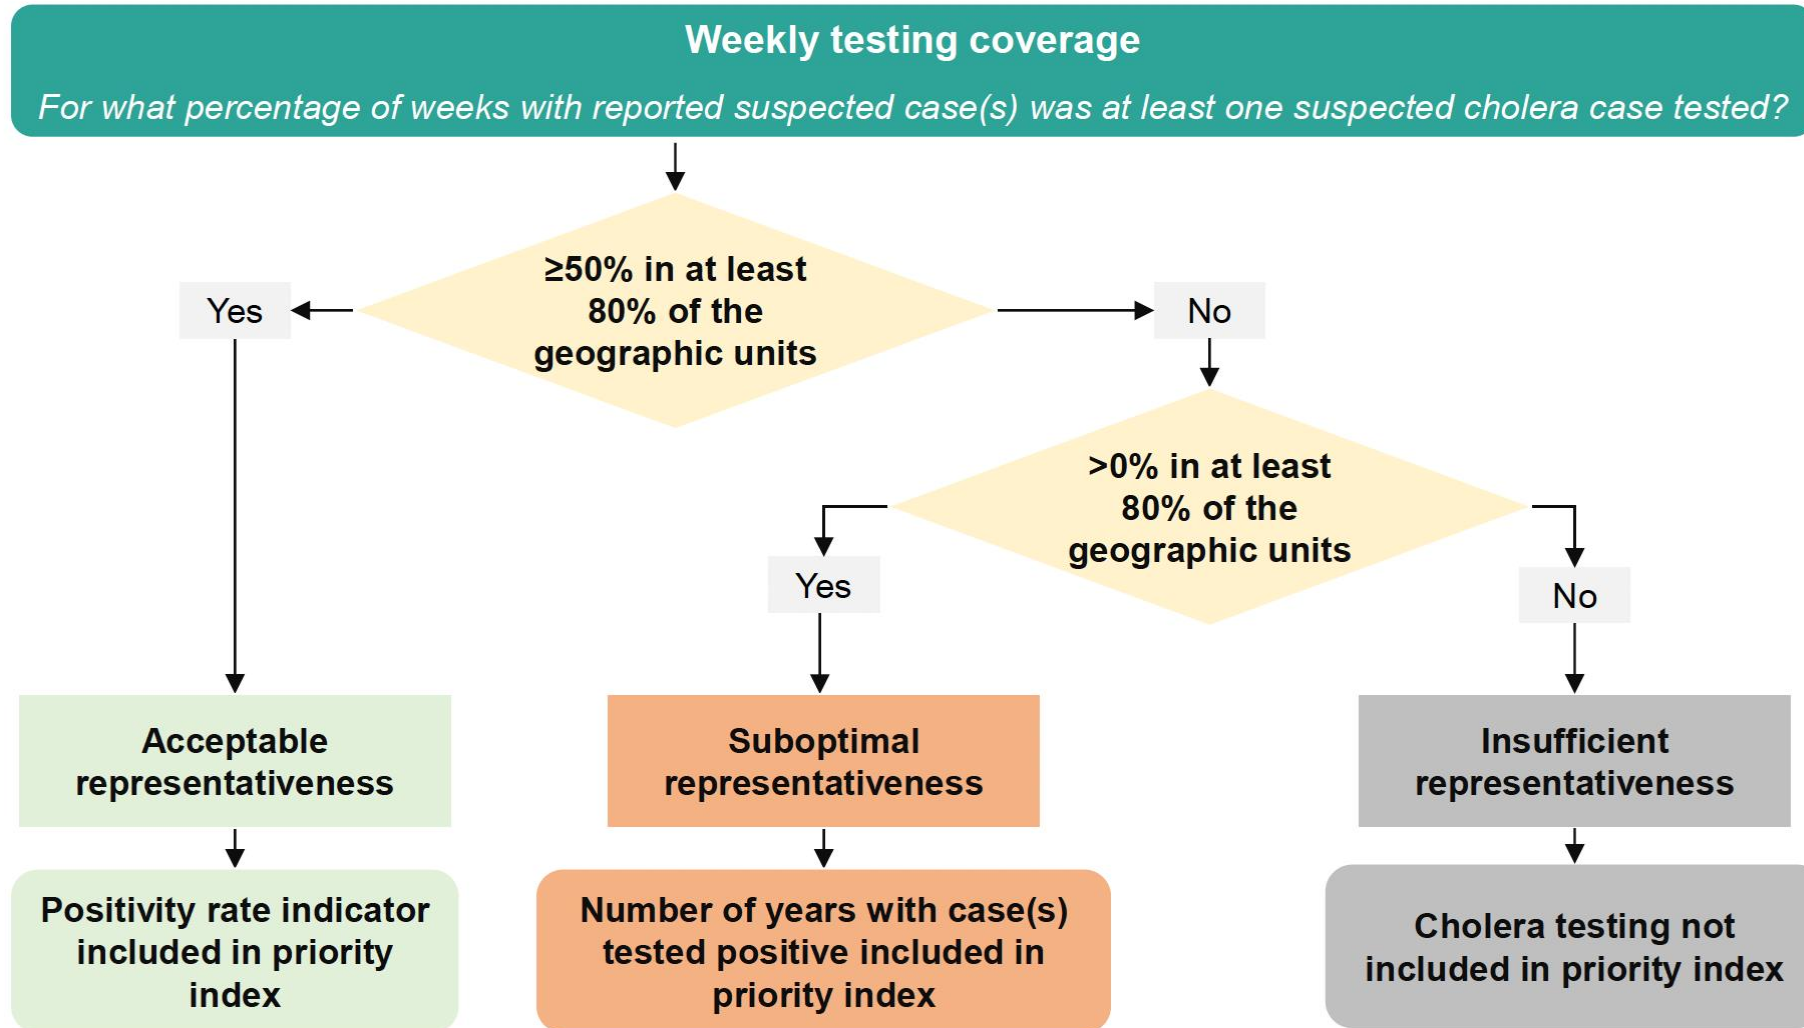 Weekly testing coverage
For what percentage of weeks with reported suspected case(s) was at least one suspected cholera case tested?
≥50% in at least
80% of the
geographic units
Yes
No
>0% in at least
80% of the
geographic units
Yes
No
Acceptable
representativeness
Suboptimal
representativeness
Insufficient
representativeness
Positivity rate indicator
included in priority
index
Number of years with case(s)
tested positive included in
priority index
Cholera testing not
included in priority index